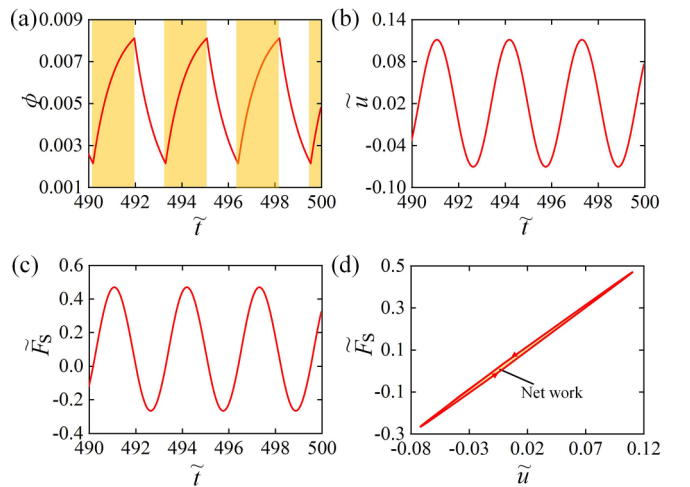 (a)
0.009
0.007
0.005
0.003
0.001
ϕ
490 492 494 496 498 500
t̃
(b)
0.14
0.08
0.02
-0.04
-0.10
ũ
490 492 494 496 498 500
t̃
(c)
0.6
0.4
0.2
0.0
-0.2
-0.4
F̃s
490 492 494 496 498 500
t̃
(d)
0.5
0.3
0.1
-0.1
-0.3
F̃s
Net work
-0.08 -0.03 0.02 0.07 0.12
ũ